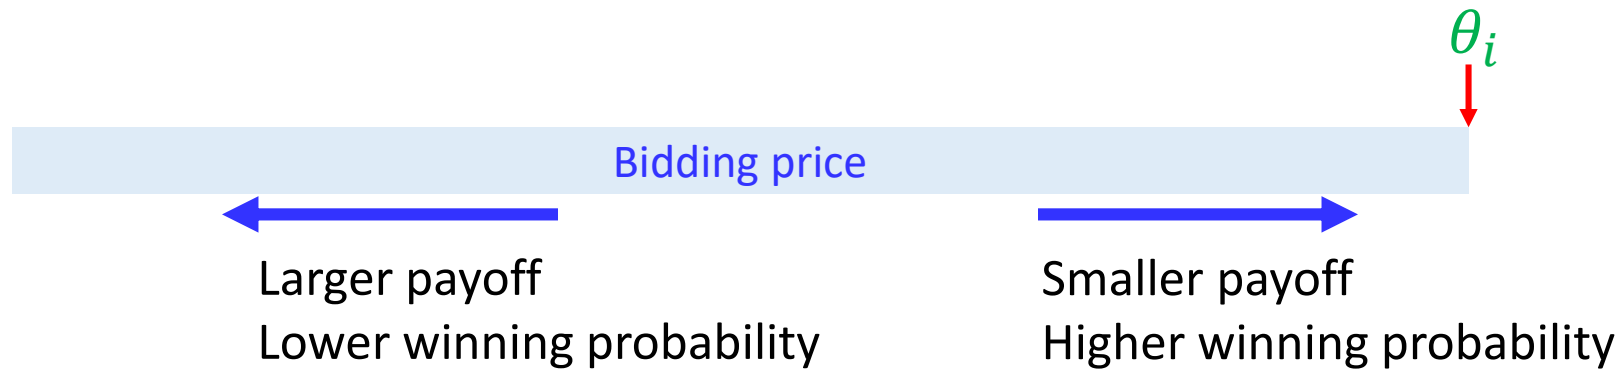 θᵢ
Bidding price
Larger payoff
Lower winning probability
Smaller payoff
Higher winning probability